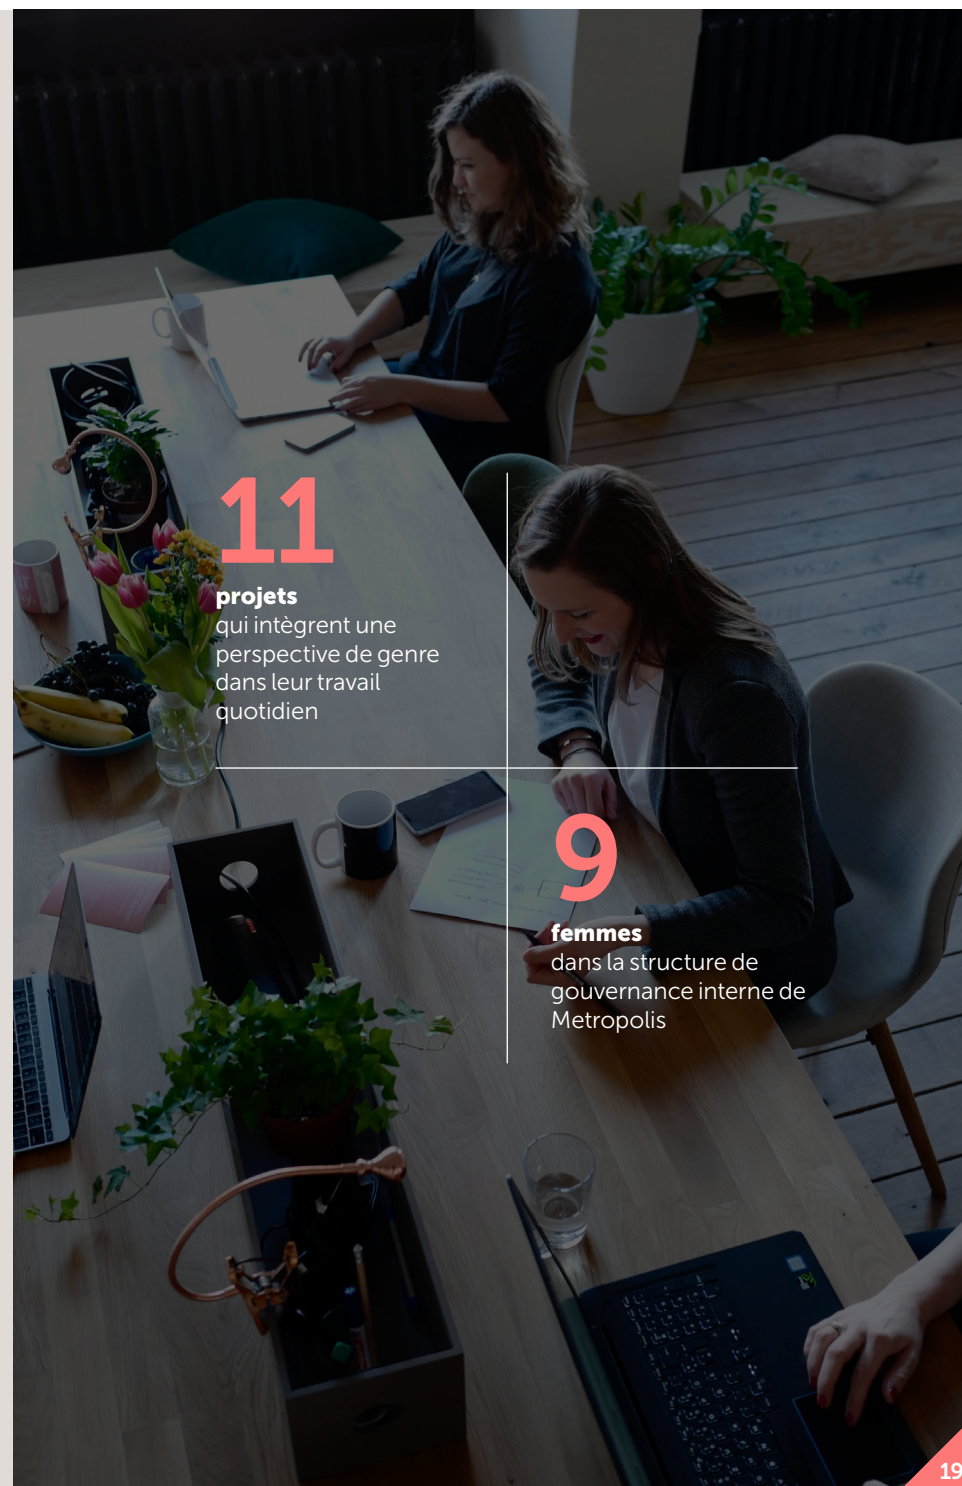 11
projets
qui intègrent une
perspective de genre
dans leur travail
quotidien
9
femmes
dans la structure de
gouvernance interne de
Metropolis
19